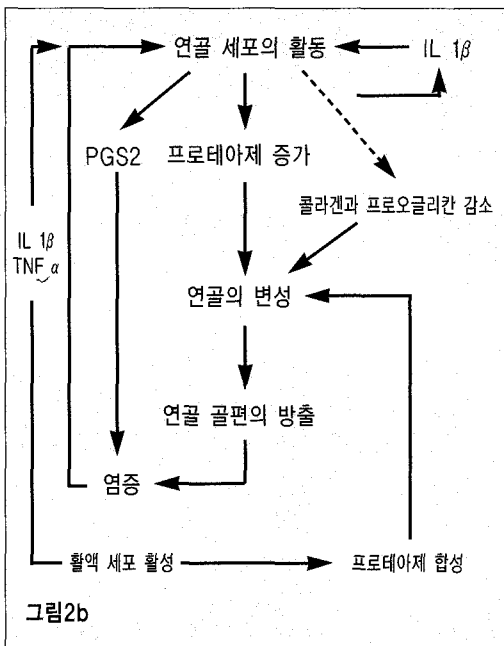 연골 세포의 활동
IL 1β
PGS2
프로테아제 증가
콜라겐과 프로오글리칸 감소
IL 1β
TNF α
연골의 변성
연골 골편의 방출
염증
활액 세포 활성
프로테아제 합성
그림2b